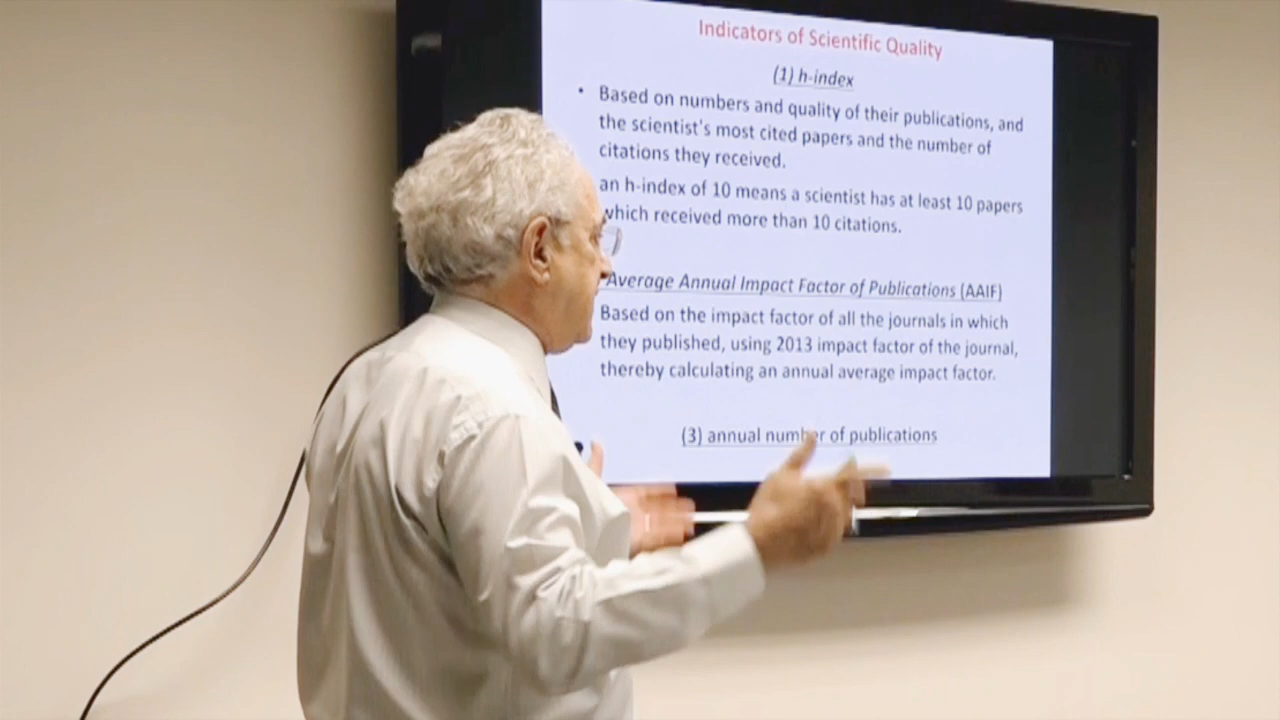 Indicators of Scientific Quality
(1) h-index
• Based on numbers and quality of their publications, and
the scientist's most cited papers and the number of
citations they received.
an h-index of 10 means a scientist has at least 10 papers
which received more than 10 citations.
Average Annual Impact Factor of Publications (AAIF)
Based on the impact factor of all the journals in which
they published, using 2013 impact factor of the journal,
thereby calculating an annual average impact factor.
(3) annual number of publications